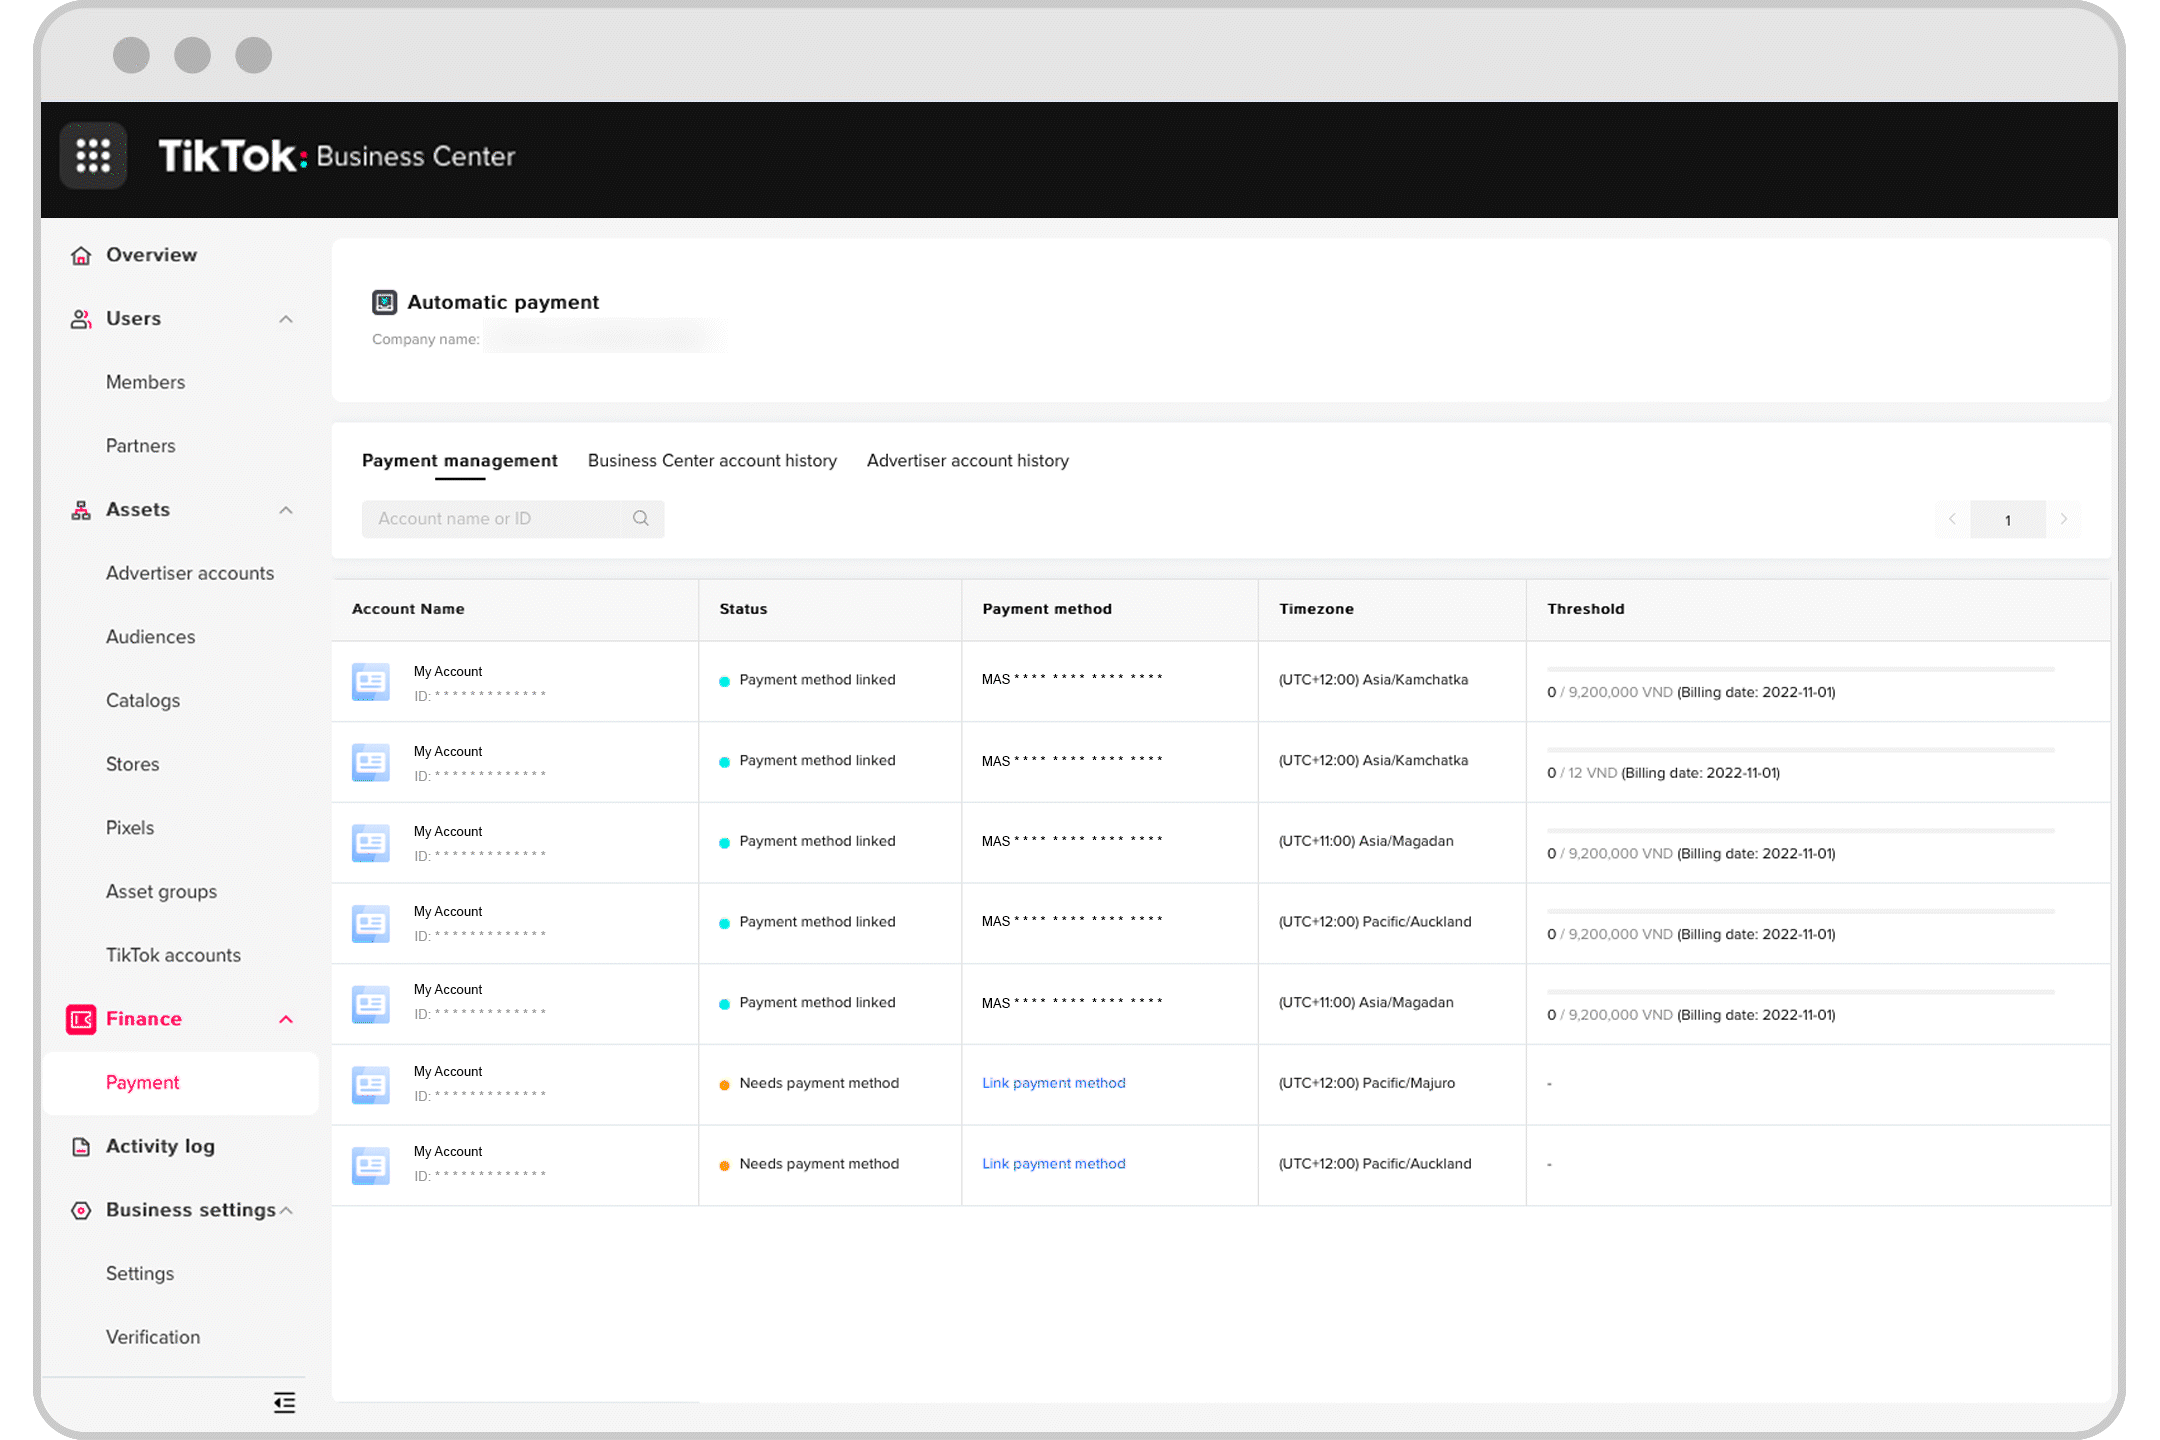 TikTok: Business Center
Overview
Users
Members
Partners
Assets
Advertiser accounts
Audiences
Catalogs
Stores
Pixels
Asset groups
TikTok accounts
Finance
Payment
Activity log
Business settings
Settings
Verification
Automatic payment
Company name:
Payment management Business Center account history Advertiser account history
Account name or ID
1
Account Name Status Payment method Timezone Threshold
My Account
ID: * * * * * * * * * * * * *
Payment method linked MAS * * * * * * * * * * * * * * * * (UTC+12:00) Asia/Kamchatka
0 / 9,200,000 VND (Billing date: 2022-11-01)
My Account
ID: * * * * * * * * * * * * *
Payment method linked MAS * * * * * * * * * * * * * * * * (UTC+12:00) Asia/Kamchatka
0 / 12 VND (Billing date: 2022-11-01)
My Account
ID: * * * * * * * * * * * * *
Payment method linked MAS * * * * * * * * * * * * * * * * (UTC+11:00) Asia/Magadan
0 / 9,200,000 VND (Billing date: 2022-11-01)
My Account
ID: * * * * * * * * * * * * *
Payment method linked MAS * * * * * * * * * * * * * * * * (UTC+12:00) Pacific/Auckland
0 / 9,200,000 VND (Billing date: 2022-11-01)
My Account
ID: * * * * * * * * * * * * *
Payment method linked MAS * * * * * * * * * * * * * * * * (UTC+11:00) Asia/Magadan
0 / 9,200,000 VND (Billing date: 2022-11-01)
My Account
ID: * * * * * * * * * * * * *
Needs payment method Link payment method (UTC+12:00) Pacific/Majuro -
My Account
ID: * * * * * * * * * * * * *
Needs payment method Link payment method (UTC+12:00) Pacific/Auckland -